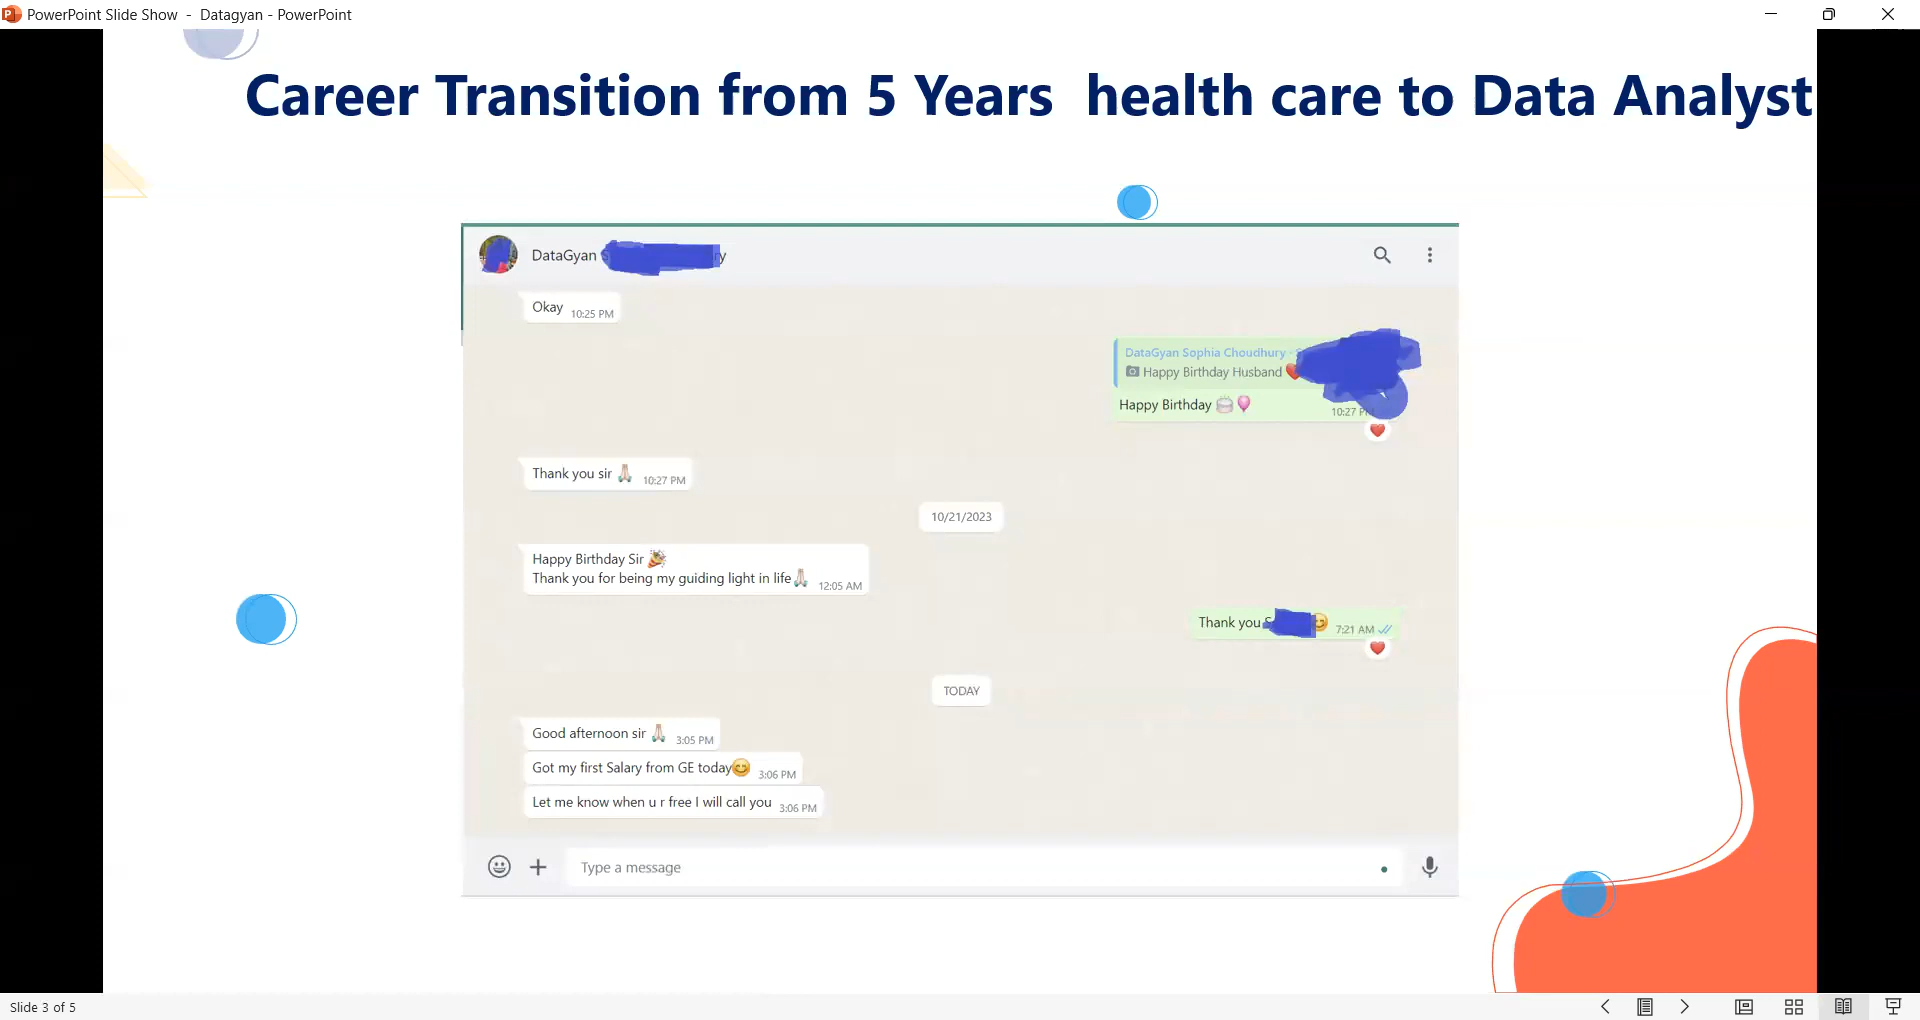 PowerPoint Slide Show - Datagyan - PowerPoint
Career Transition from 5 Years health care to Data Analyst
DataGyan
Okay 10:25 PM
DataGyan Sophia Choudhury
Happy Birthday Husband ❤️
Happy Birthday 🎂🎈 10:27 PM
❤️
Thank you sir 🙏🏻 10:27 PM
10/21/2023
Happy Birthday Sir 🎉
Thank you for being my guiding light in life🙏🏻 12:05 AM
Thank you 😊 7:21 AM
❤️
TODAY
Good afternoon sir 🙏🏻 3:05 PM
Got my first Salary from GE today😊 3:06 PM
Let me know when u r free I will call you 3:06 PM
Type a message
Slide 3 of 5